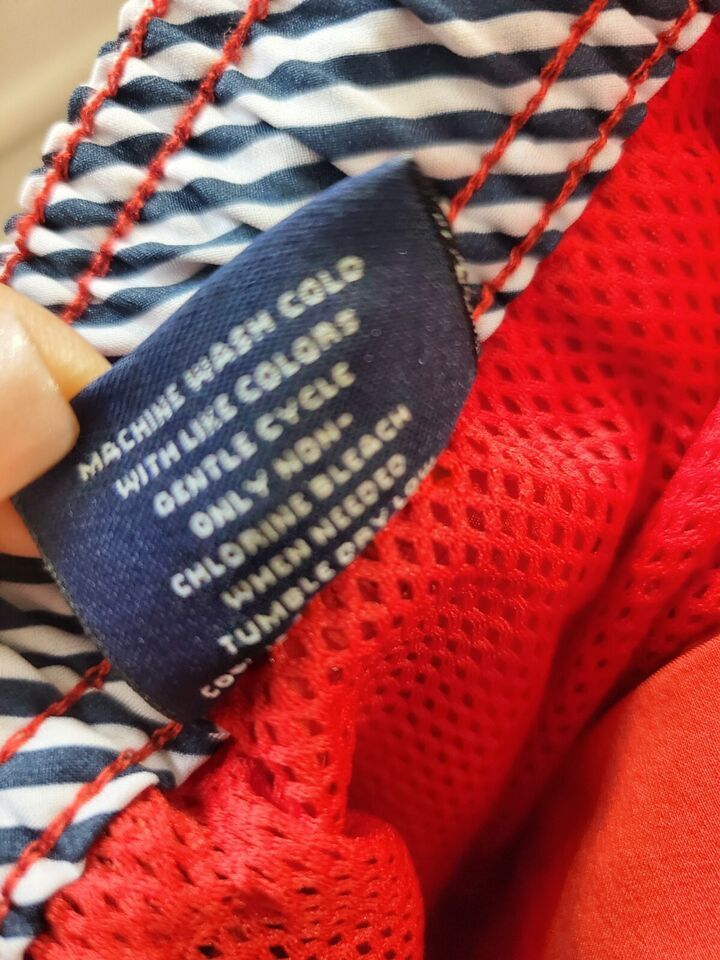 MACHINE WASH COLD
WITH LIKE COLORS
GENTLE CYCLE
ONLY NON-
CHLORINE BLEACH
WHEN NEEDED
TUMBLE DRY LOW